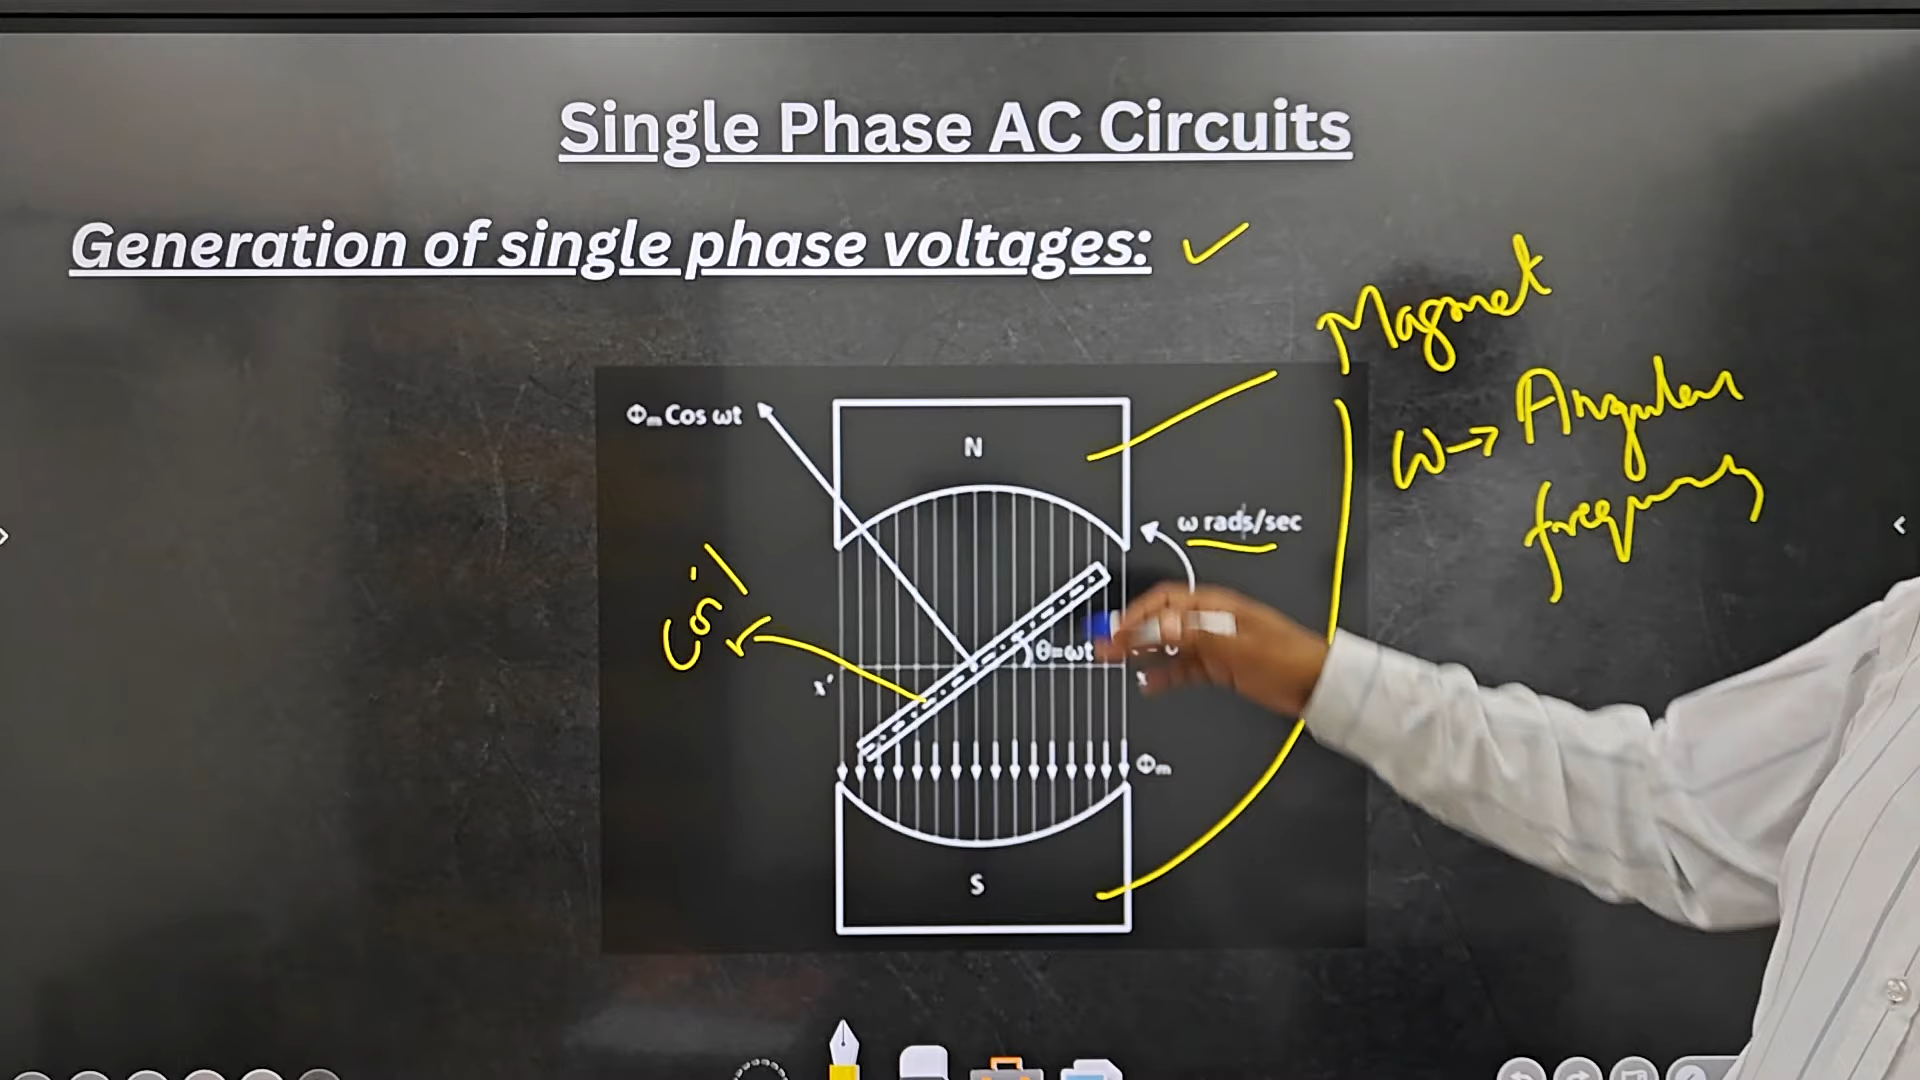 Single Phase AC Circuits
Generation of single phase voltages:
Magnet
ω→ Angular
frequency
Φm Cos ωt
N
ω rads/sec
Coil
θ=ωt
x'
x
Φm
S